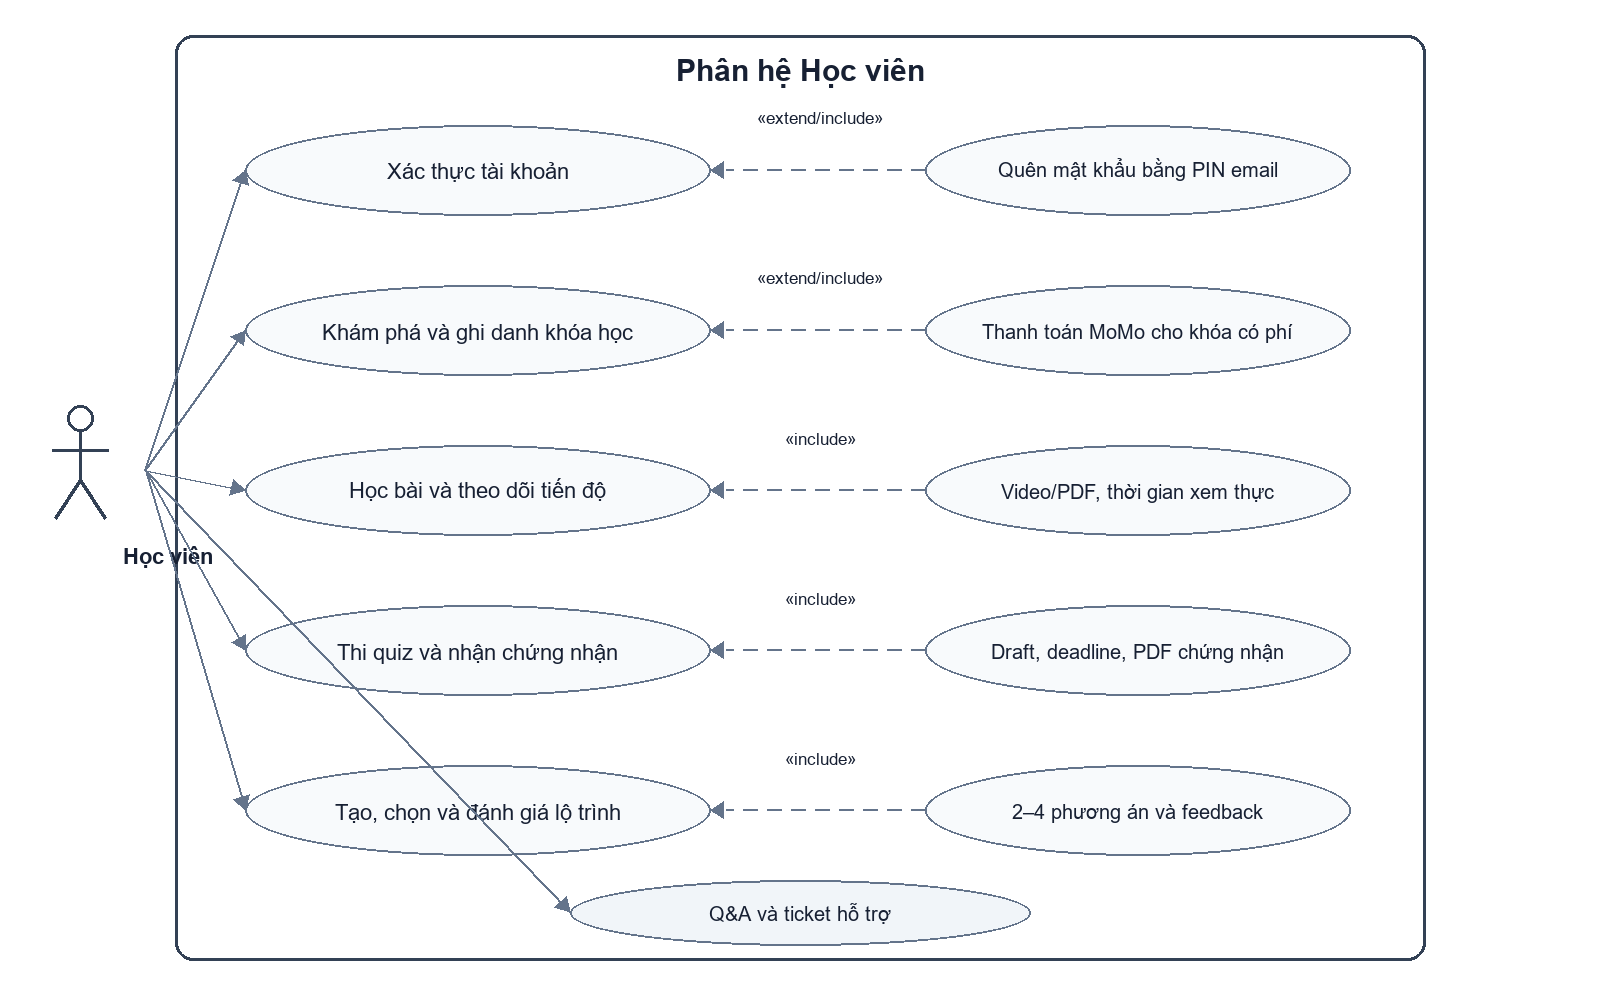 Phân hệ Học viên
«extend/include»
Xác thực tài khoản
Quên mật khẩu bằng PIN email
«extend/include»
Khám phá và ghi danh khóa học
Thanh toán MoMo cho khóa có phí
«include»
Học bài và theo dõi tiến độ
Video/PDF, thời gian xem thực
Học viên
«include»
Thi quiz và nhận chứng nhận
Draft, deadline, PDF chứng nhận
«include»
Tạo, chọn và đánh giá lộ trình
2–4 phương án và feedback
Q&A và ticket hỗ trợ